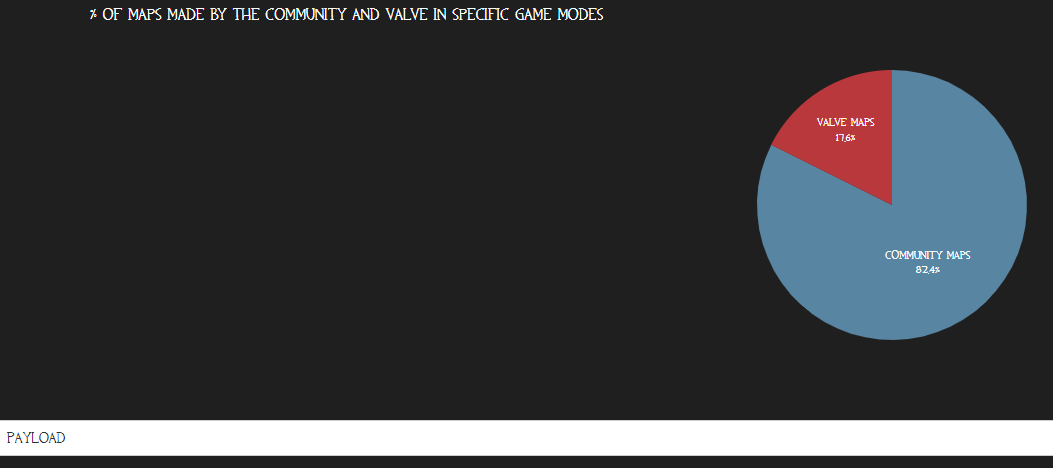 % OF MAPS MADE BY THE COMMUNITY AND VALVE IN SPECIFIC GAME MODES
VALVE MAPS
17,6%
COMMUNITY MAPS
82,4%
PAYLOAD